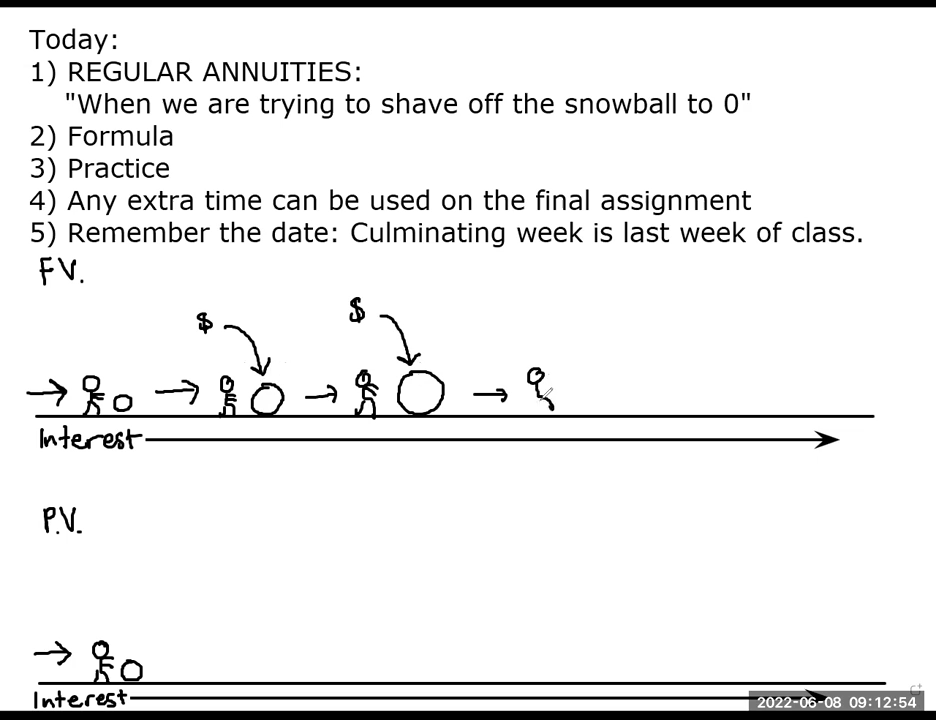 Today:
1) REGULAR ANNUITIES:
"When we are trying to shave off the snowball to 0"
2) Formula
3) Practice
4) Any extra time can be used on the final assignment
5) Remember the date: Culminating week is last week of class.
F.V.
$ $
Interest
P.V.
Interest
2022-06-08 09:12:54